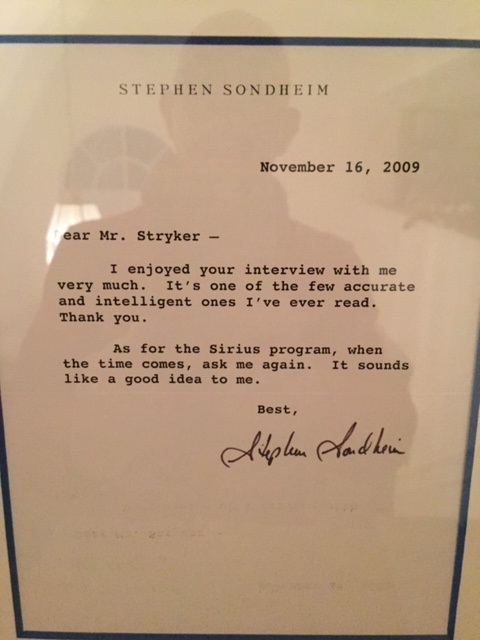 STEPHEN SONDHEIM
November 16, 2009
ear Mr. Stryker —
I enjoyed your interview with me
very much. It's one of the few accurate
and intelligent ones I've ever read.
Thank you.
As for the Sirius program, when
the time comes, ask me again. It sounds
like a good idea to me.
Best,
Stephen Sondheim